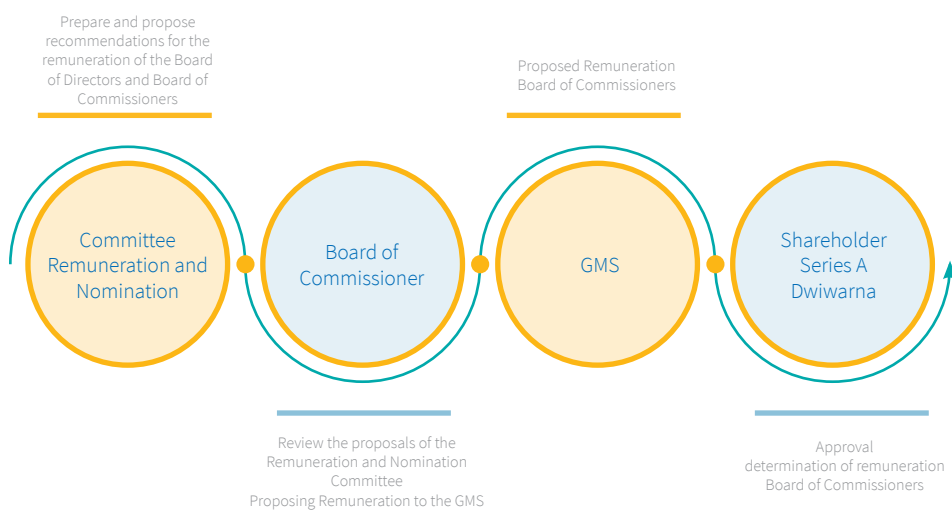 Prepare and propose
recommendations for the
remuneration of the Board
of Directors and Board of
Commissioners
Proposed Remuneration
Board of Commissioners
Committee
Remuneration and
Nomination
Board of
Commissioner
GMS
Shareholder
Series A
Dwiwarna
Review the proposals of the
Remuneration and Nomination
Committee
Proposing Remuneration to the GMS
Approval
determination of remuneration
Board of Commissioners